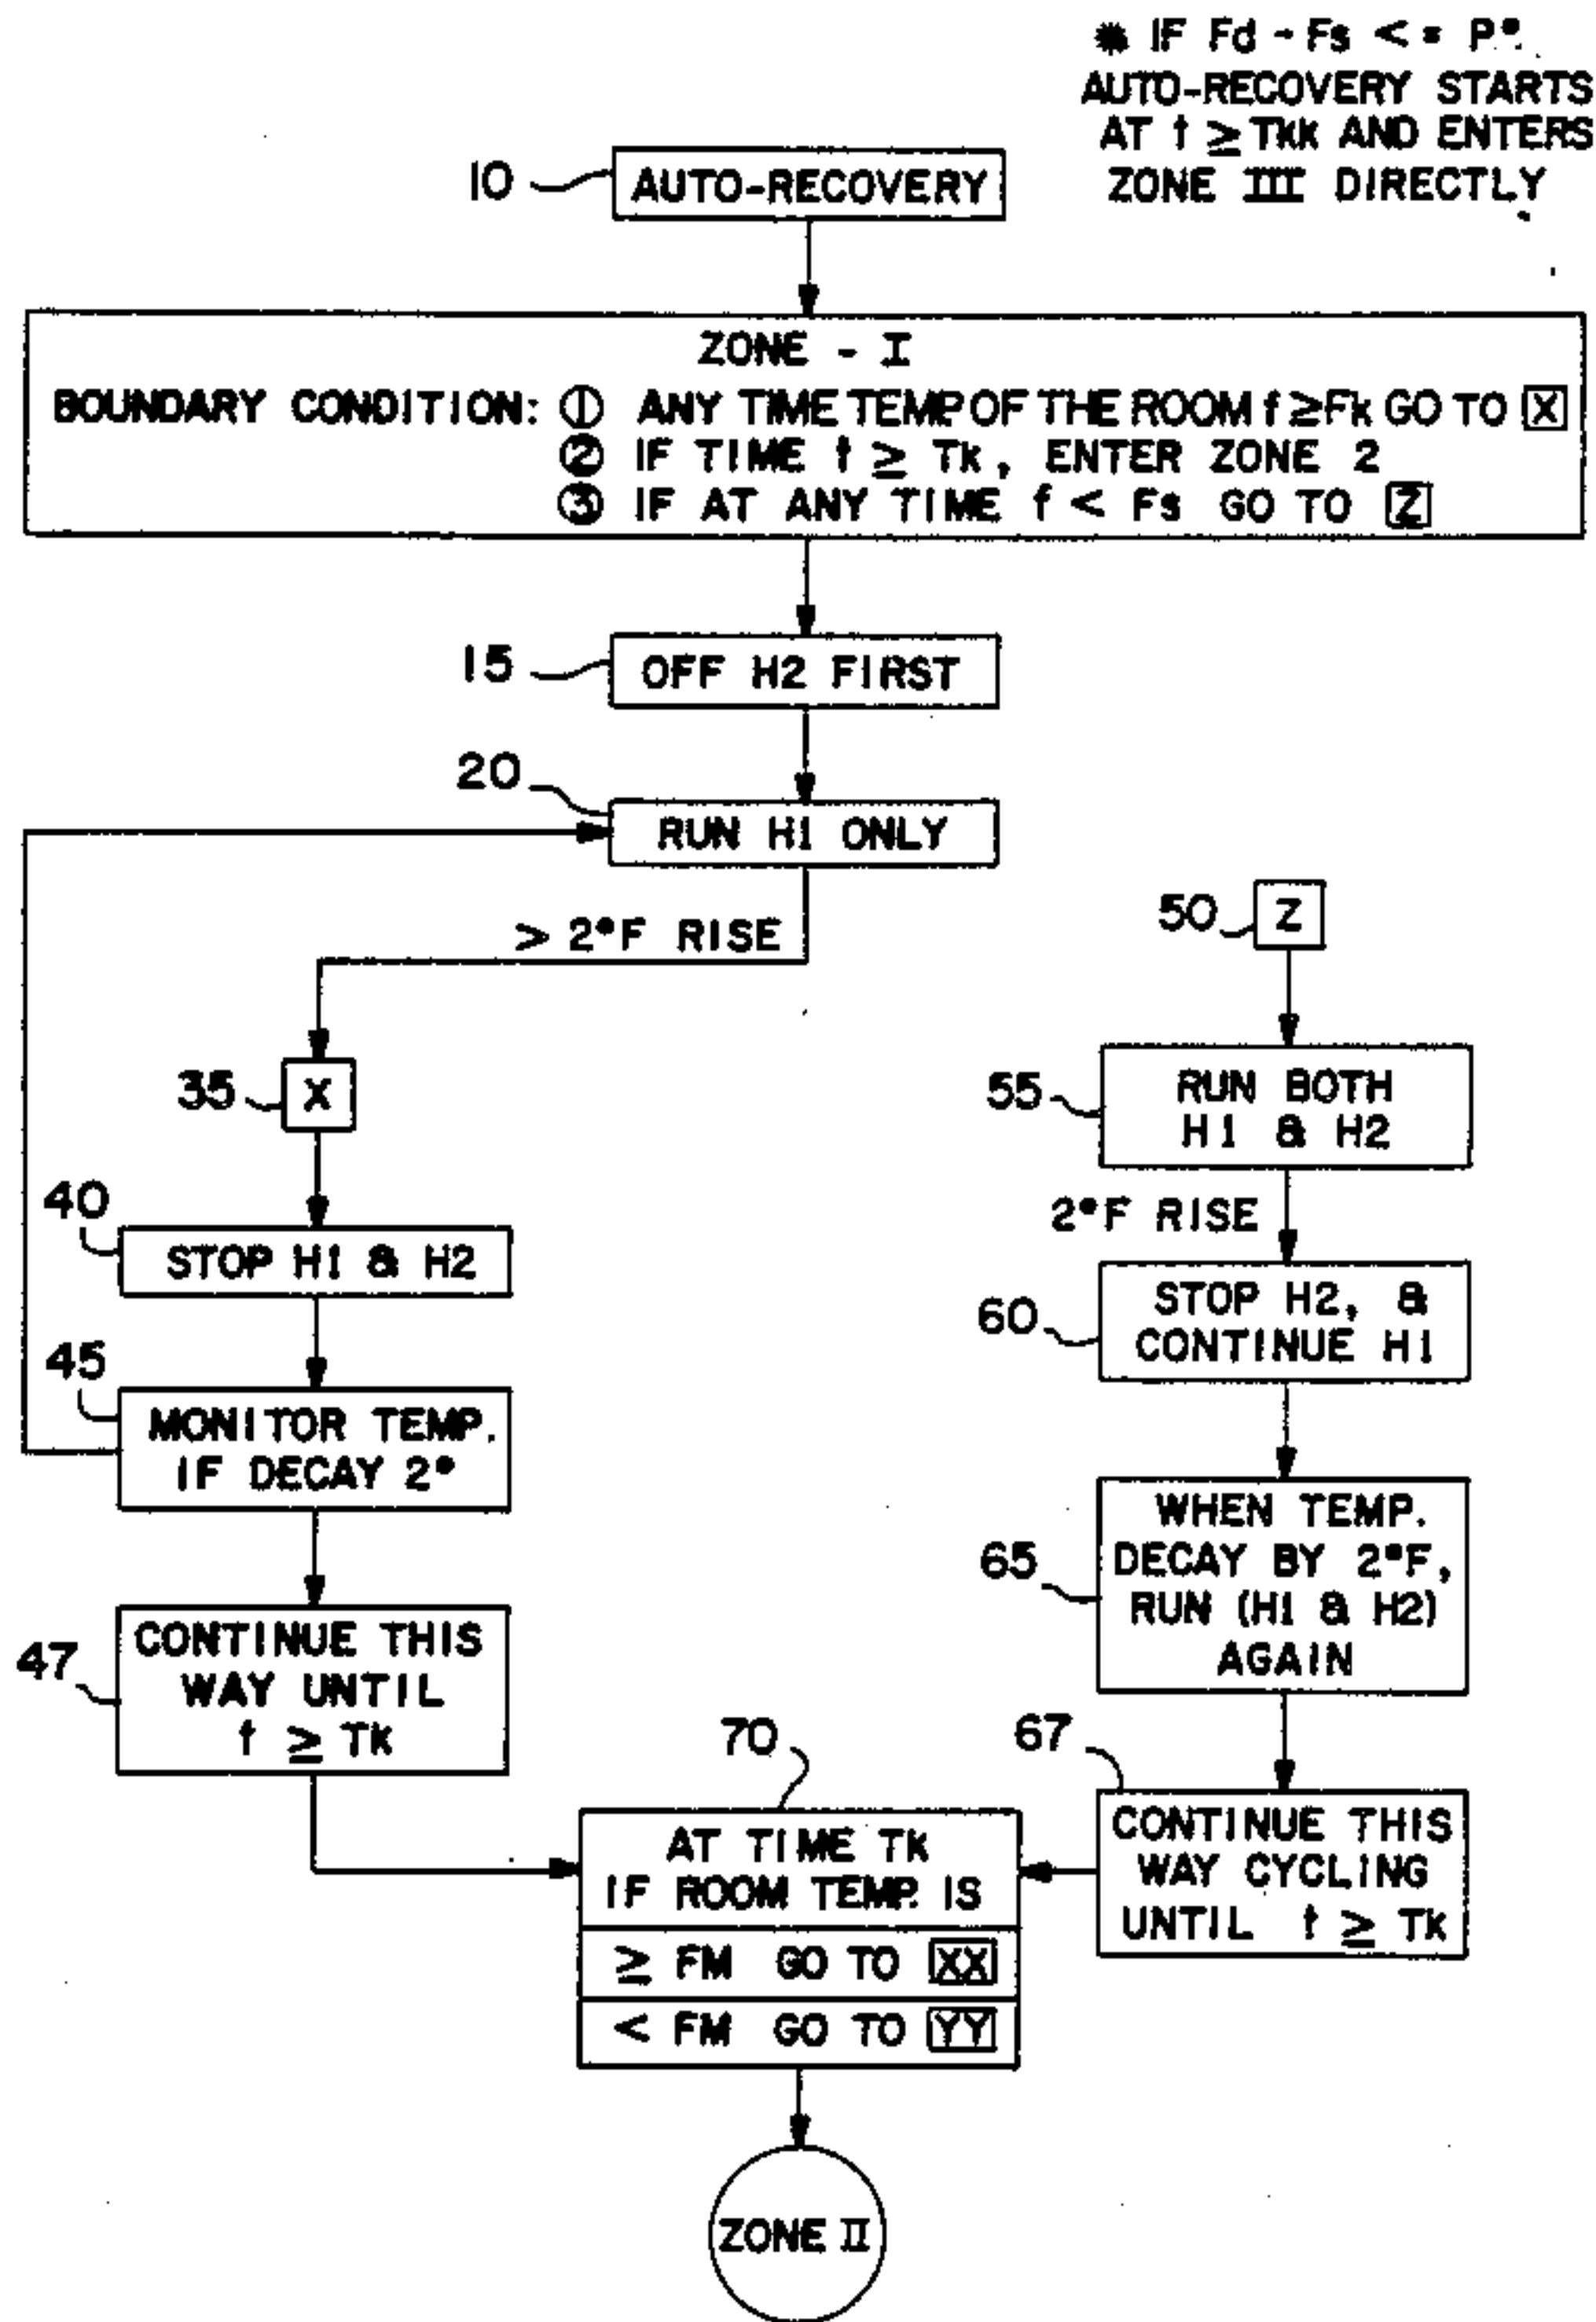 * IF Fd - Fs <= P°
AUTO-RECOVERY STARTS
AT t ≥ TKK AND ENTERS
ZONE III DIRECTLY
10
AUTO-RECOVERY
ZONE - I
BOUNDARY CONDITION: ① ANY TIME TEMP OF THE ROOM f ≥ Fk GO TO X
② IF TIME t ≥ TK, ENTER ZONE 2
③ IF AT ANY TIME f < Fs GO TO Z
15
OFF H2 FIRST
20
RUN H1 ONLY
> 2°F RISE
35
X
40
STOP H1 & H2
45
MONITOR TEMP.
IF DECAY 2°
47
CONTINUE THIS
WAY UNTIL
t ≥ TK
50
Z
55
RUN BOTH
H1 & H2
2°F RISE
60
STOP H2, &
CONTINUE H1
65
WHEN TEMP.
DECAY BY 2°F,
RUN (H1 & H2)
AGAIN
67
CONTINUE THIS
WAY CYCLING
UNTIL t ≥ TK
70
AT TIME TK
IF ROOM TEMP. IS
≥ FM GO TO XX
< FM GO TO YY
ZONE II